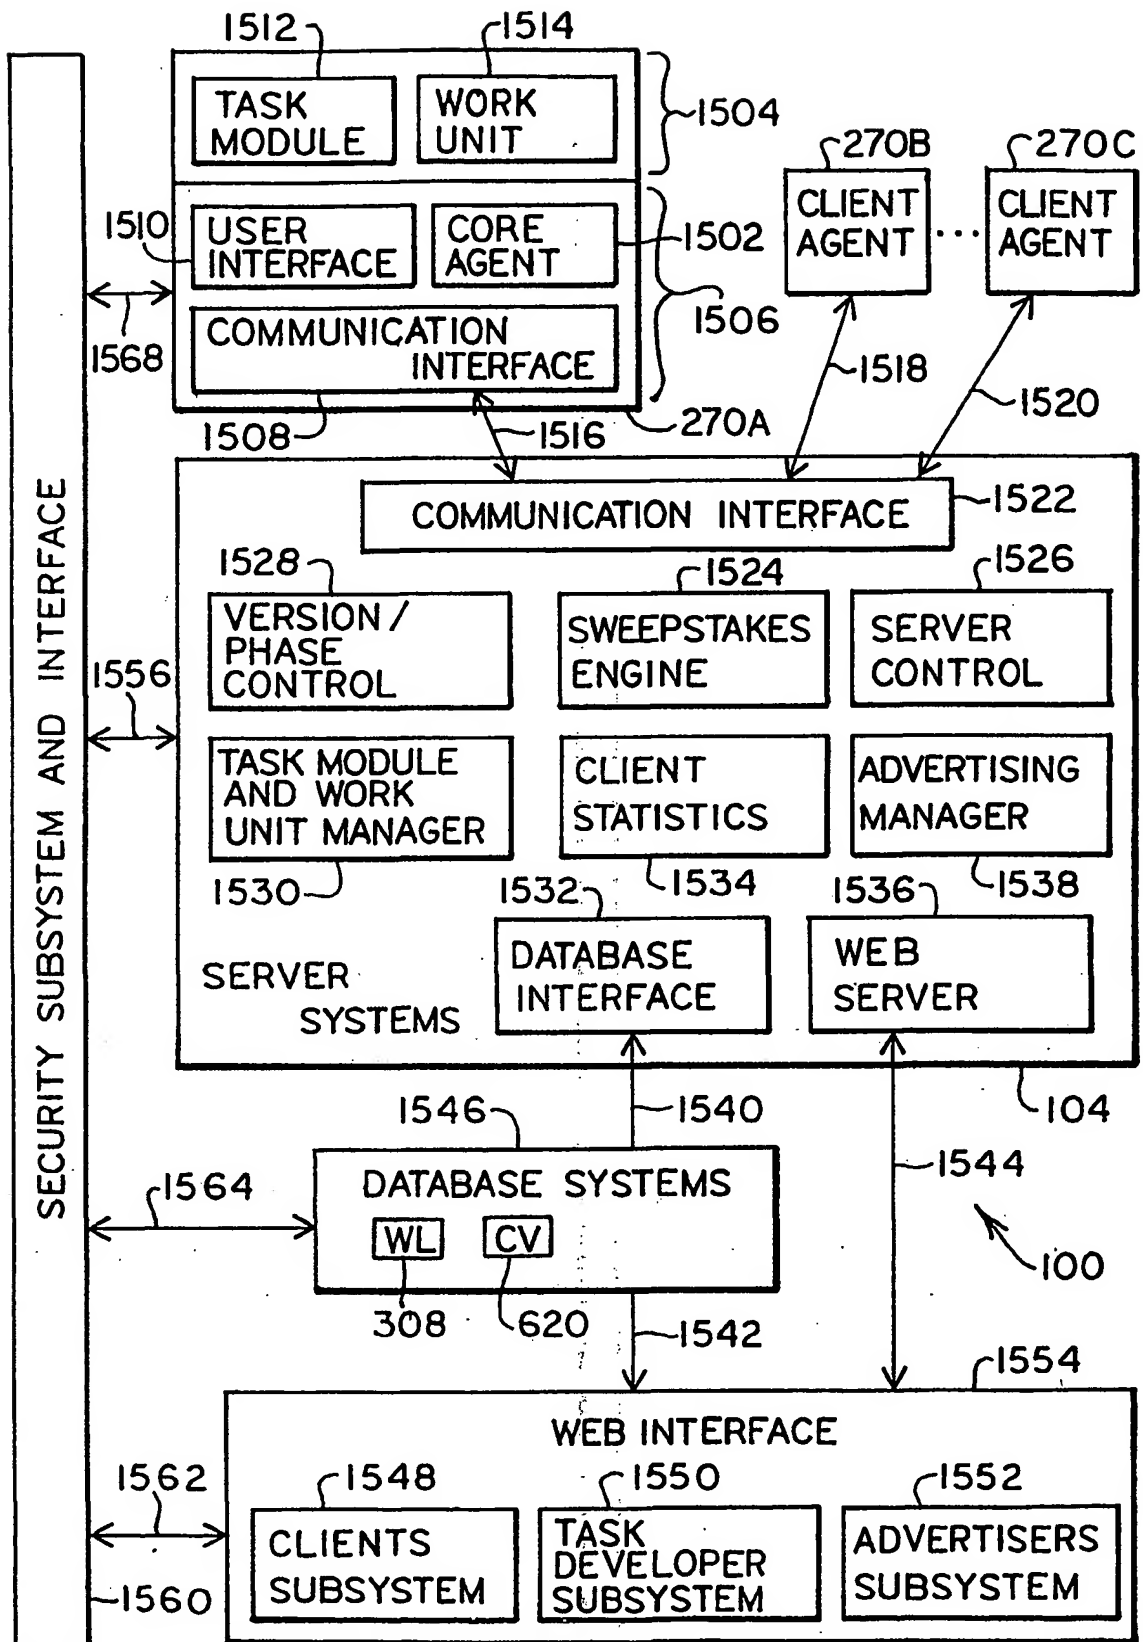 1512
1514
TASK
MODULE
WORK
UNIT
1504
270B
270C
CLIENT
AGENT
...
CLIENT
AGENT
1510
USER
INTERFACE
CORE
AGENT
1502
1506
COMMUNICATION
INTERFACE
1568
1508
1516
270A
1518
1520
SECURITY SUBSYSTEM AND INTERFACE
COMMUNICATION INTERFACE
1522
1528
1524
1526
VERSION /
PHASE
CONTROL
SWEEPSTAKES
ENGINE
SERVER
CONTROL
1556
TASK MODULE
AND WORK
UNIT MANAGER
CLIENT
STATISTICS
ADVERTISING
MANAGER
1530
1532
1534
1536
1538
SERVER
SYSTEMS
DATABASE
INTERFACE
WEB
SERVER
1546
1540
104
1564
DATABASE SYSTEMS
WL
CV
308
620
1542
1544
100
1554
WEB INTERFACE
1562
1548
1550
1552
CLIENTS
SUBSYSTEM
TASK
DEVELOPER
SUBSYSTEM
ADVERTISERS
SUBSYSTEM
1560